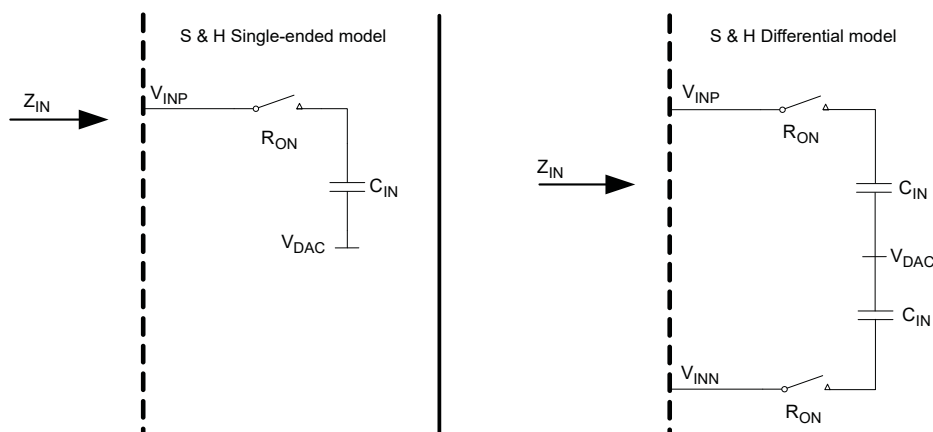 S & H Single-ended model
Z_IN
V_INP
R_ON
C_IN
V_DAC
S & H Differential model
V_INP
R_ON
Z_IN
C_IN
V_DAC
C_IN
V_INN
R_ON